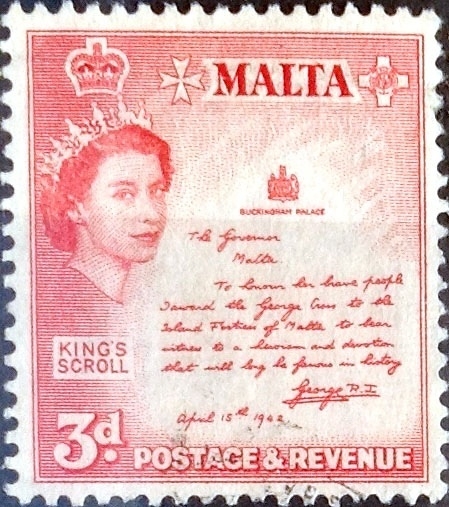 MALTA
BUCKINGHAM PALACE
The Governor
Malta
To honour her brave people
I award the George Cross to the
Island Fortress of Malta to bear
witness to a heroism and devotion
that will long be famous in history
George R.I
April 15th 1942
KING'S
SCROLL
3d.
POSTAGE & REVENUE